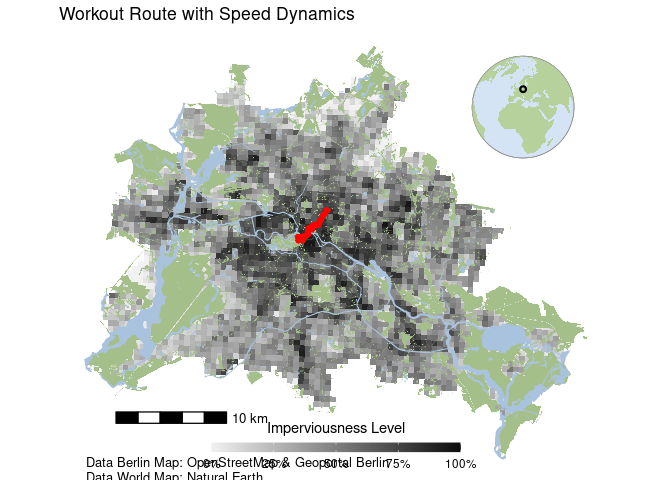 Workout Route with Speed Dynamics
10 km
Imperviousness Level
0% 25% 50% 75% 100%
Data Berlin Map: OpenStreetMap & Geoportal Berlin
Data World Map: Natural Earth